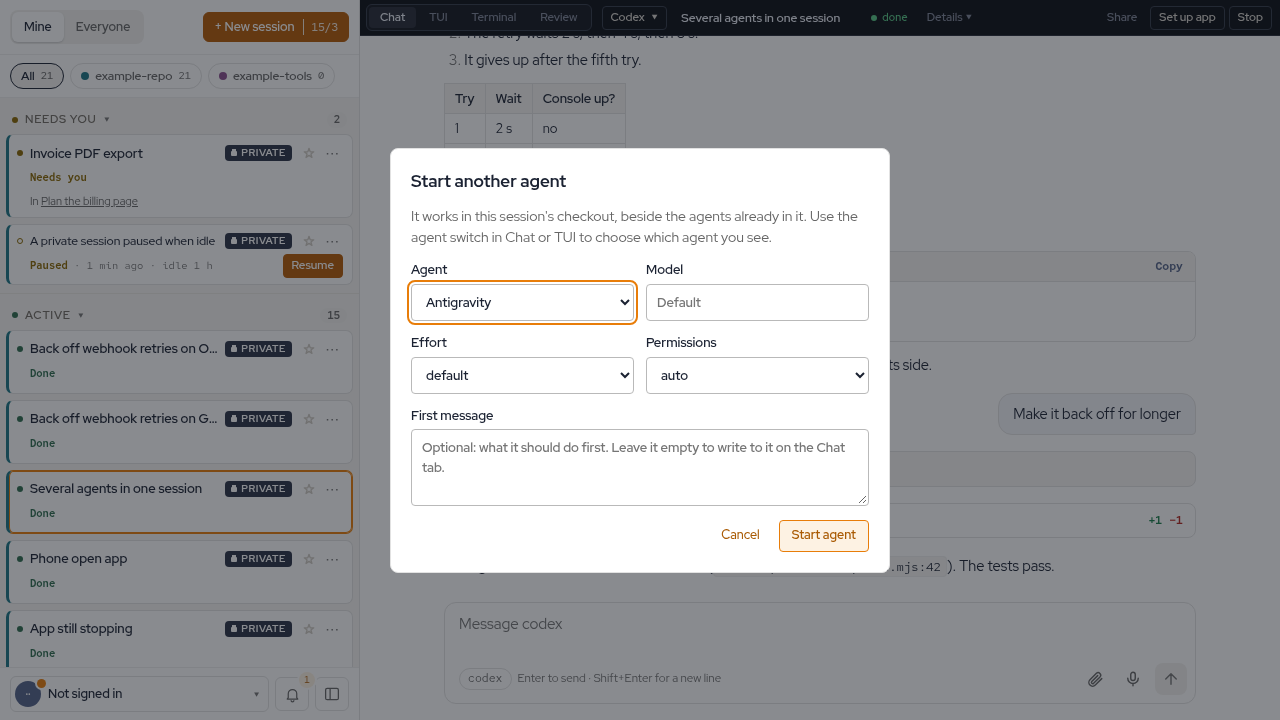 Mine
Everyone
+ New session
15/3
Chat
TUI
Terminal
Review
Codex ▾
Several agents in one session
done
Details ▾
Share
Set up app
Stop
All 21
example-repo 21
example-tools 0
NEEDS YOU ▾
2
Invoice PDF export
PRIVATE
Needs you
In Plan the billing page
A private session paused when idle
PRIVATE
Paused · 1 min ago · idle 1 h
Resume
ACTIVE ▾
15
Back off webhook retries on O...
PRIVATE
Done
Back off webhook retries on G...
PRIVATE
Done
Several agents in one session
PRIVATE
Done
Phone open app
PRIVATE
Done
App still stopping
PRIVATE
Done
Not signed in
1
3. It gives up after the fifth try.
Try Wait Console up?
1 2 s no
Copy
ts side.
Make it back off for longer
+1 −1
.mjs:42). The tests pass.
Message codex
codex
Enter to send · Shift+Enter for a new line
Start another agent
It works in this session's checkout, beside the agents already in it. Use the
agent switch in Chat or TUI to choose which agent you see.
Agent
Model
Antigravity
Default
Effort
Permissions
default
auto
First message
Optional: what it should do first. Leave it empty to write to it on the Chat
tab.
Cancel
Start agent